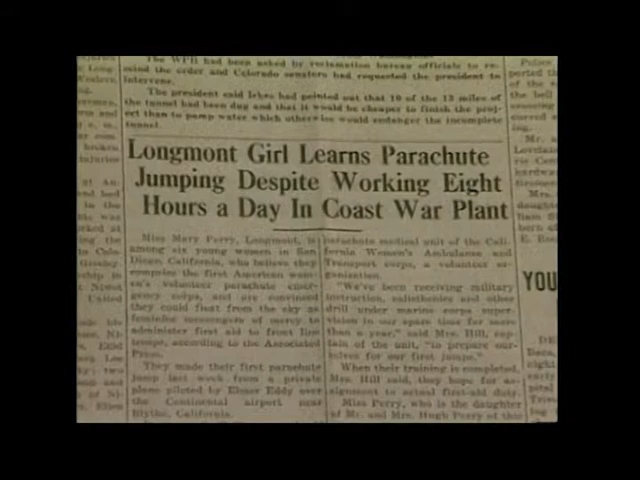 The WPB had been asked by reclamation bureau officials to re-
mind the order and Colorado senators had requested the president to
intervene.
The president said Ickes had pointed out that 10 of the 13 miles of
the tunnel had been dug and that it would be cheaper to finish the proj-
ect than to pump water which otherwise would endanger the incomplete
tunnel.
Longmont Girl Learns Parachute
Jumping Despite Working Eight
Hours a Day In Coast War Plant
Miss Mary Perry, Longmont, is
among six young women in San
Diego, California, who believe they
comprise the first American wom-
en's volunteer parachute emer-
gency corps, and are convinced
they could float from the sky as
feminine messengers of mercy to
administer first aid to front line
troops, according to the Associated
Press.
They made their first parachute
jump last week from a private
plane piloted by Elmer Eddy over
the Continental airport near
Blythe, California.
parachute medical unit of the Cali-
fornia Women's Ambulance and
Transport corps, a volunteer or-
ganization.
"We've been receiving military
instruction, calisthenics and other
drill under marine corps super-
vision in our spare time for more
than a year," said Mrs. Hill, cap-
tain of the unit, "to prepare our-
selves for our first jump."
When their training is completed,
Mrs. Hill said, they hope for as-
signment to actual first-aid duty.
Miss Perry, who is the daughter
of Mr. and Mrs. Hugh Perry of this
YOU